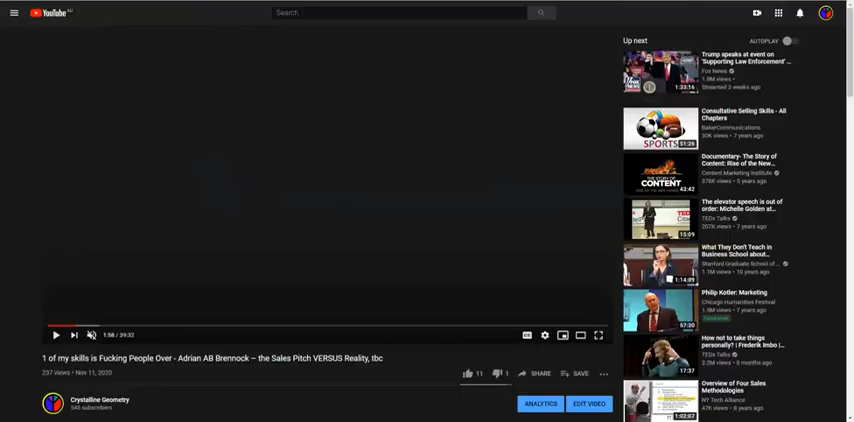 YouTube
Search
Up next
AUTOPLAY
Trump speaks at event on
'Supporting Law Enforcement' ...
Fox News
1.9M views •
Streamed 3 weeks ago
1:33:16
Consultative Selling Skills - All
Chapters
BakerCommunications
30K views • 7 years ago
SPORTS
51:26
Documentary- The Story of
Content: Rise of the New...
Content Marketing Institute
378K views • 5 years ago
THE STORY OF
CONTENT
43:42
The elevator speech is out of
order: Michelle Golden at...
TEDx Talks
207K views • 7 years ago
15:09
What They Don't Teach in
Business School about...
Stanford Graduate School of ...
1.1M views • 10 years ago
1:14:09
Philip Kotler: Marketing
Chicago Humanities Festival
1.9M views • 7 years ago
57:30
How not to take things
personally? | Frederik Imbo |...
TEDx Talks
2.2M views • 8 months ago
17:37
Overview of Four Sales
Methodologies
NY Tech Alliance
47K views • 8 years ago
1:02:07
1:58 / 39:32
1 of my skills is Fucking People Over - Adrian AB Brennock – the Sales Pitch VERSUS Reality, tbc
237 views • Nov 11, 2020
11
1
SHARE
SAVE
Crystalline Geometry
545 subscribers
ANALYTICS
EDIT VIDEO